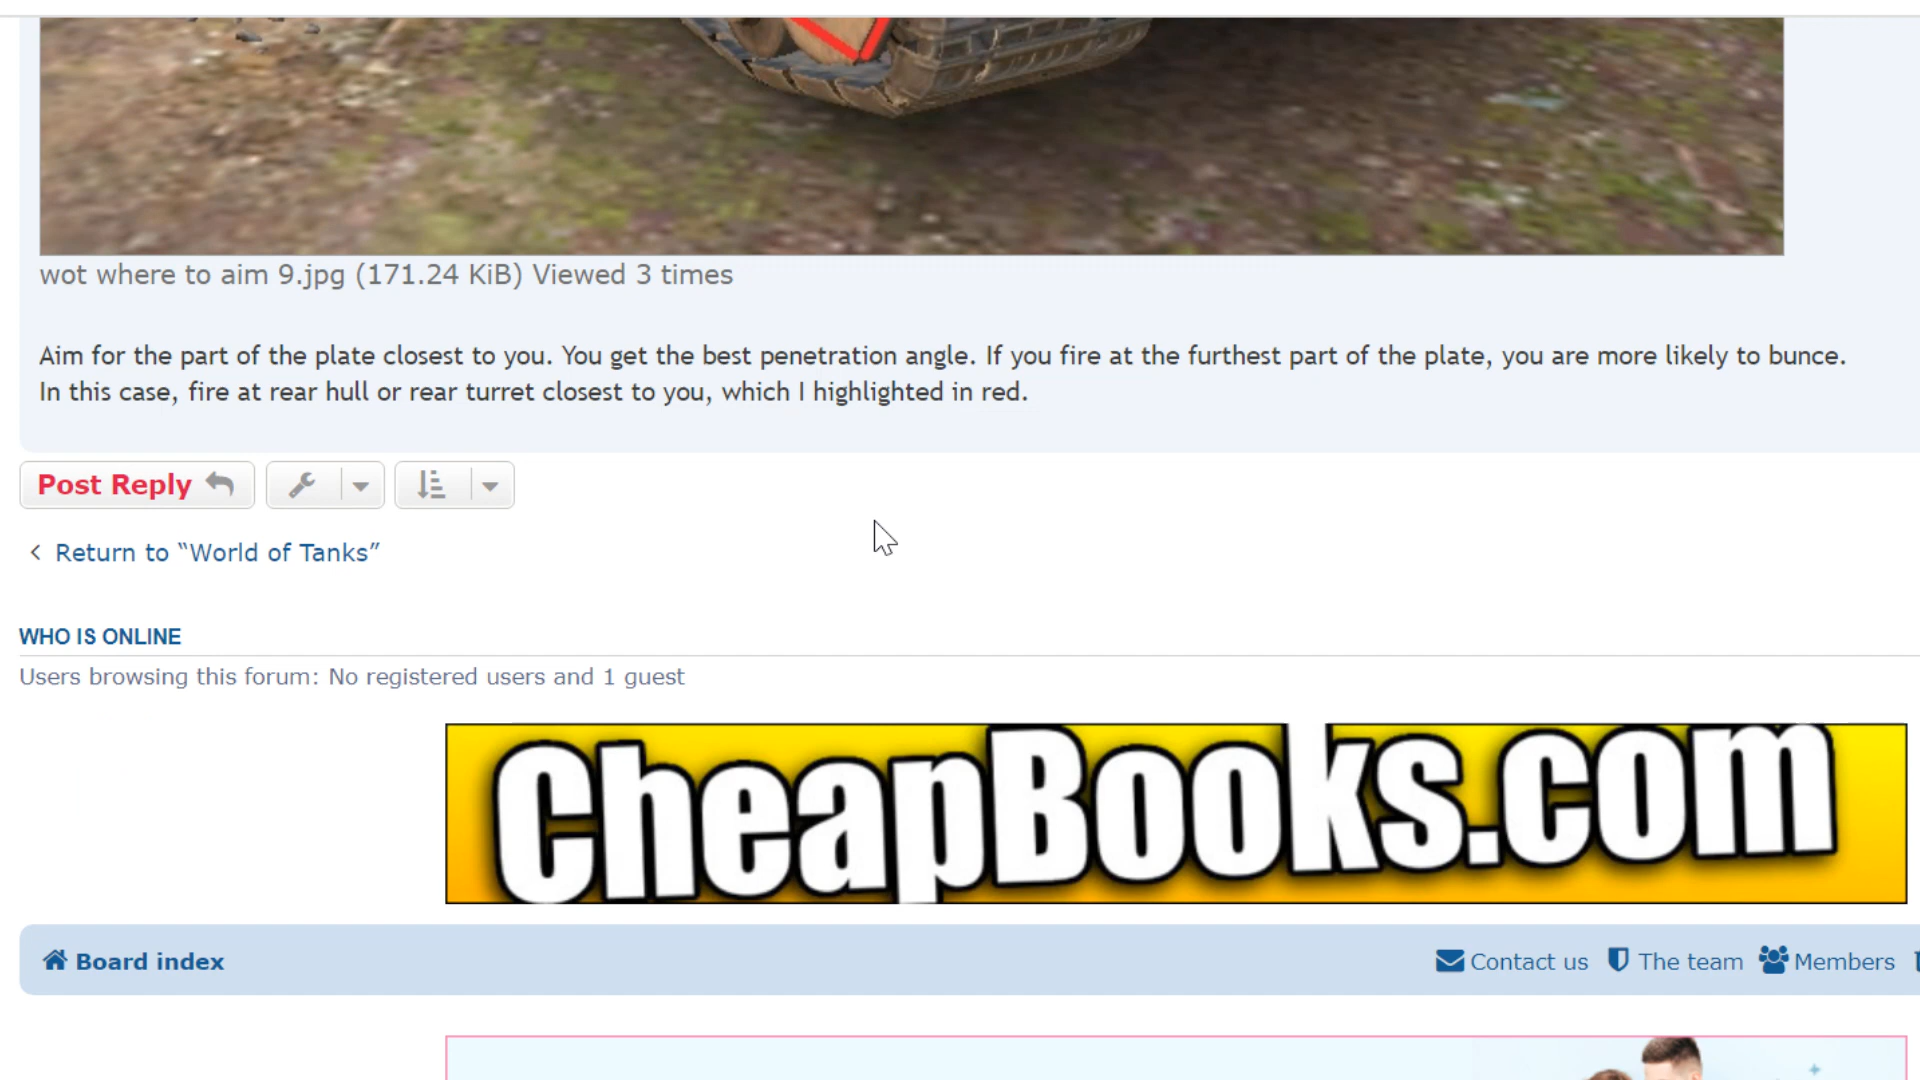 wot where to aim 9.jpg (171.24 KiB) Viewed 3 times
Aim for the part of the plate closest to you. You get the best penetration angle. If you fire at the furthest part of the plate, you are more likely to bunce.
In this case, fire at rear hull or rear turret closest to you, which I highlighted in red.
Post Reply
Return to “World of Tanks”
WHO IS ONLINE
Users browsing this forum: No registered users and 1 guest
CheapBooks.com
Board index
Contact us
The team
Members